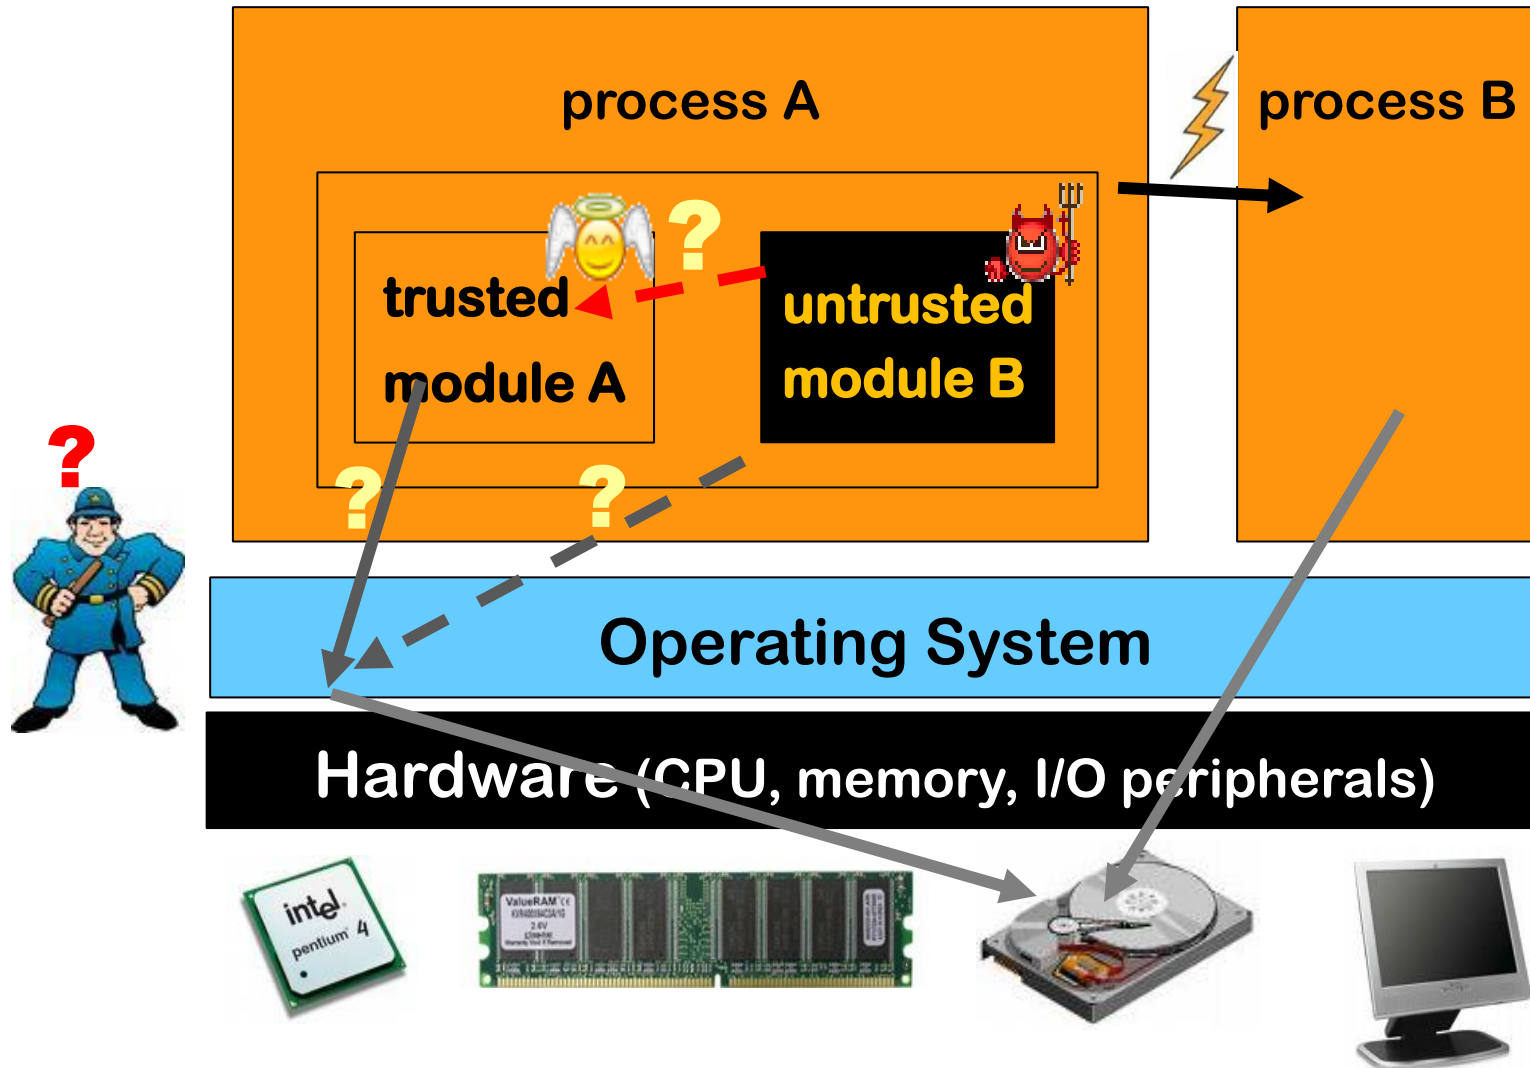 process A
process B
?
trusted
module A
untrusted
module B
?
?
?
Operating System
Hardware (CPU, memory, I/O peripherals)
intel.
pentium 4
ValueRAM